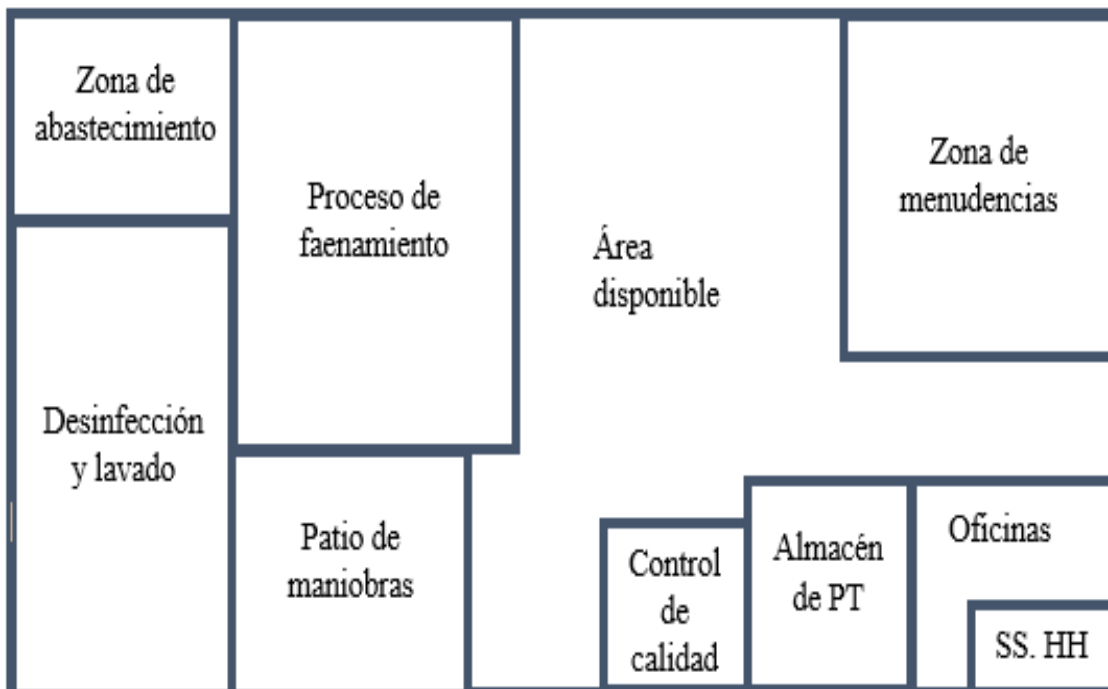 Zona de
abastecimiento
Proceso de
faenamiento
Área
disponible
Zona de
menudencias
Desinfección
y lavado
Patio de
maniobras
Control
de
calidad
Almacén
de PT
Oficinas
SS. HH